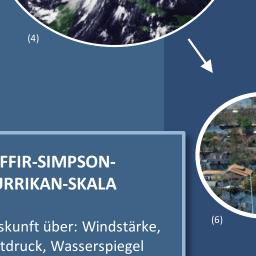 (4)
FFIR-SIMPSON-
URRIKAN-SKALA
skunft über: Windstärke,
tdruck, Wasserspiegel
(6)